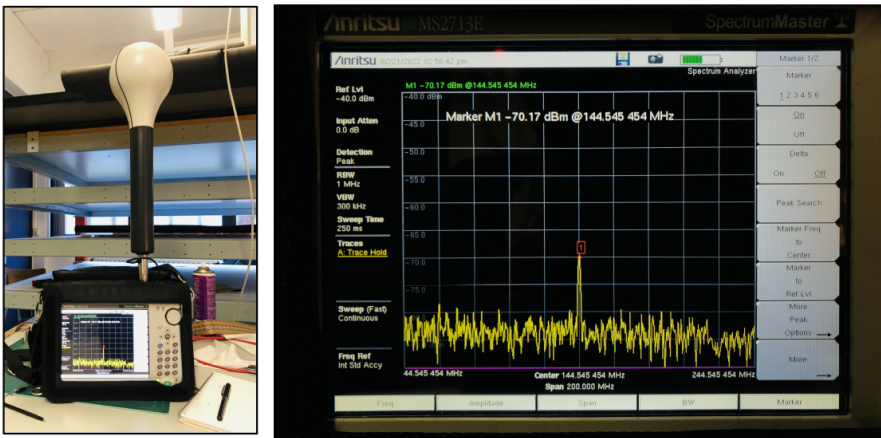 Anritsu MS2713E SpectrumMaster
Anritsu 02/21/2022 02:56:42 pm
Spectrum Analyzer
M1 -70.17 dBm @144.545 454 MHz
Ref Lvl
-40.0 dBm
Input Atten
0.0 dB
Detection
Peak
RBW
1 MHz
VBW
300 kHz
Sweep Time
250 ms
Traces
A: Trace Hold
Sweep (Fast)
Continuous
Freq Ref
Int Std Accy
-40.0 dBm
Marker M1 -70.17 dBm @144.545 454 MHz
-45.0
-50.0
-55.0
-60.0
-65.0
-70.0
-75.0
1
44.545 454 MHz
Center 144.545 454 MHz
244.545 454 MHz
Span 200.000 MHz
Marker 1/2
Marker
1 2 3 4 5 6
On
Off
Delta
On Off
Peak Search
Marker Freq
to
Center
Marker
to
Ref Lvl
More
Peak
Options
More
Freq
Amplitude
Span
BW
Marker